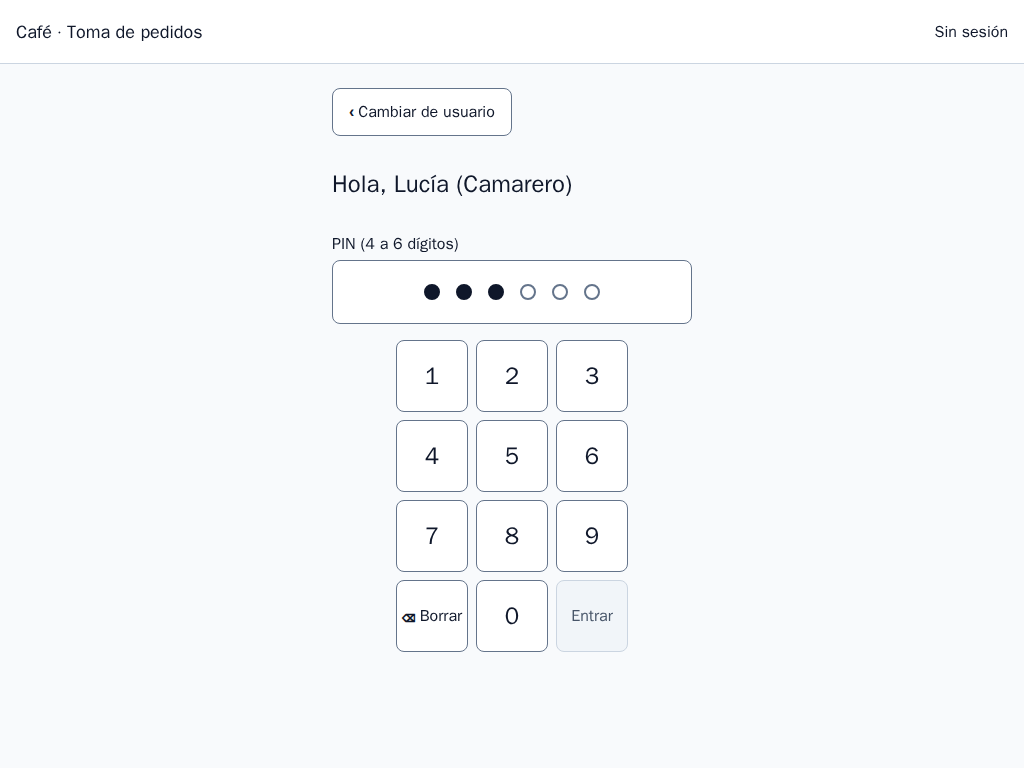 Café · Toma de pedidos
Sin sesión
‹ Cambiar de usuario
Hola, Lucía (Camarero)
PIN (4 a 6 dígitos)
1 2 3
4 5 6
7 8 9
⌫ Borrar 0 Entrar